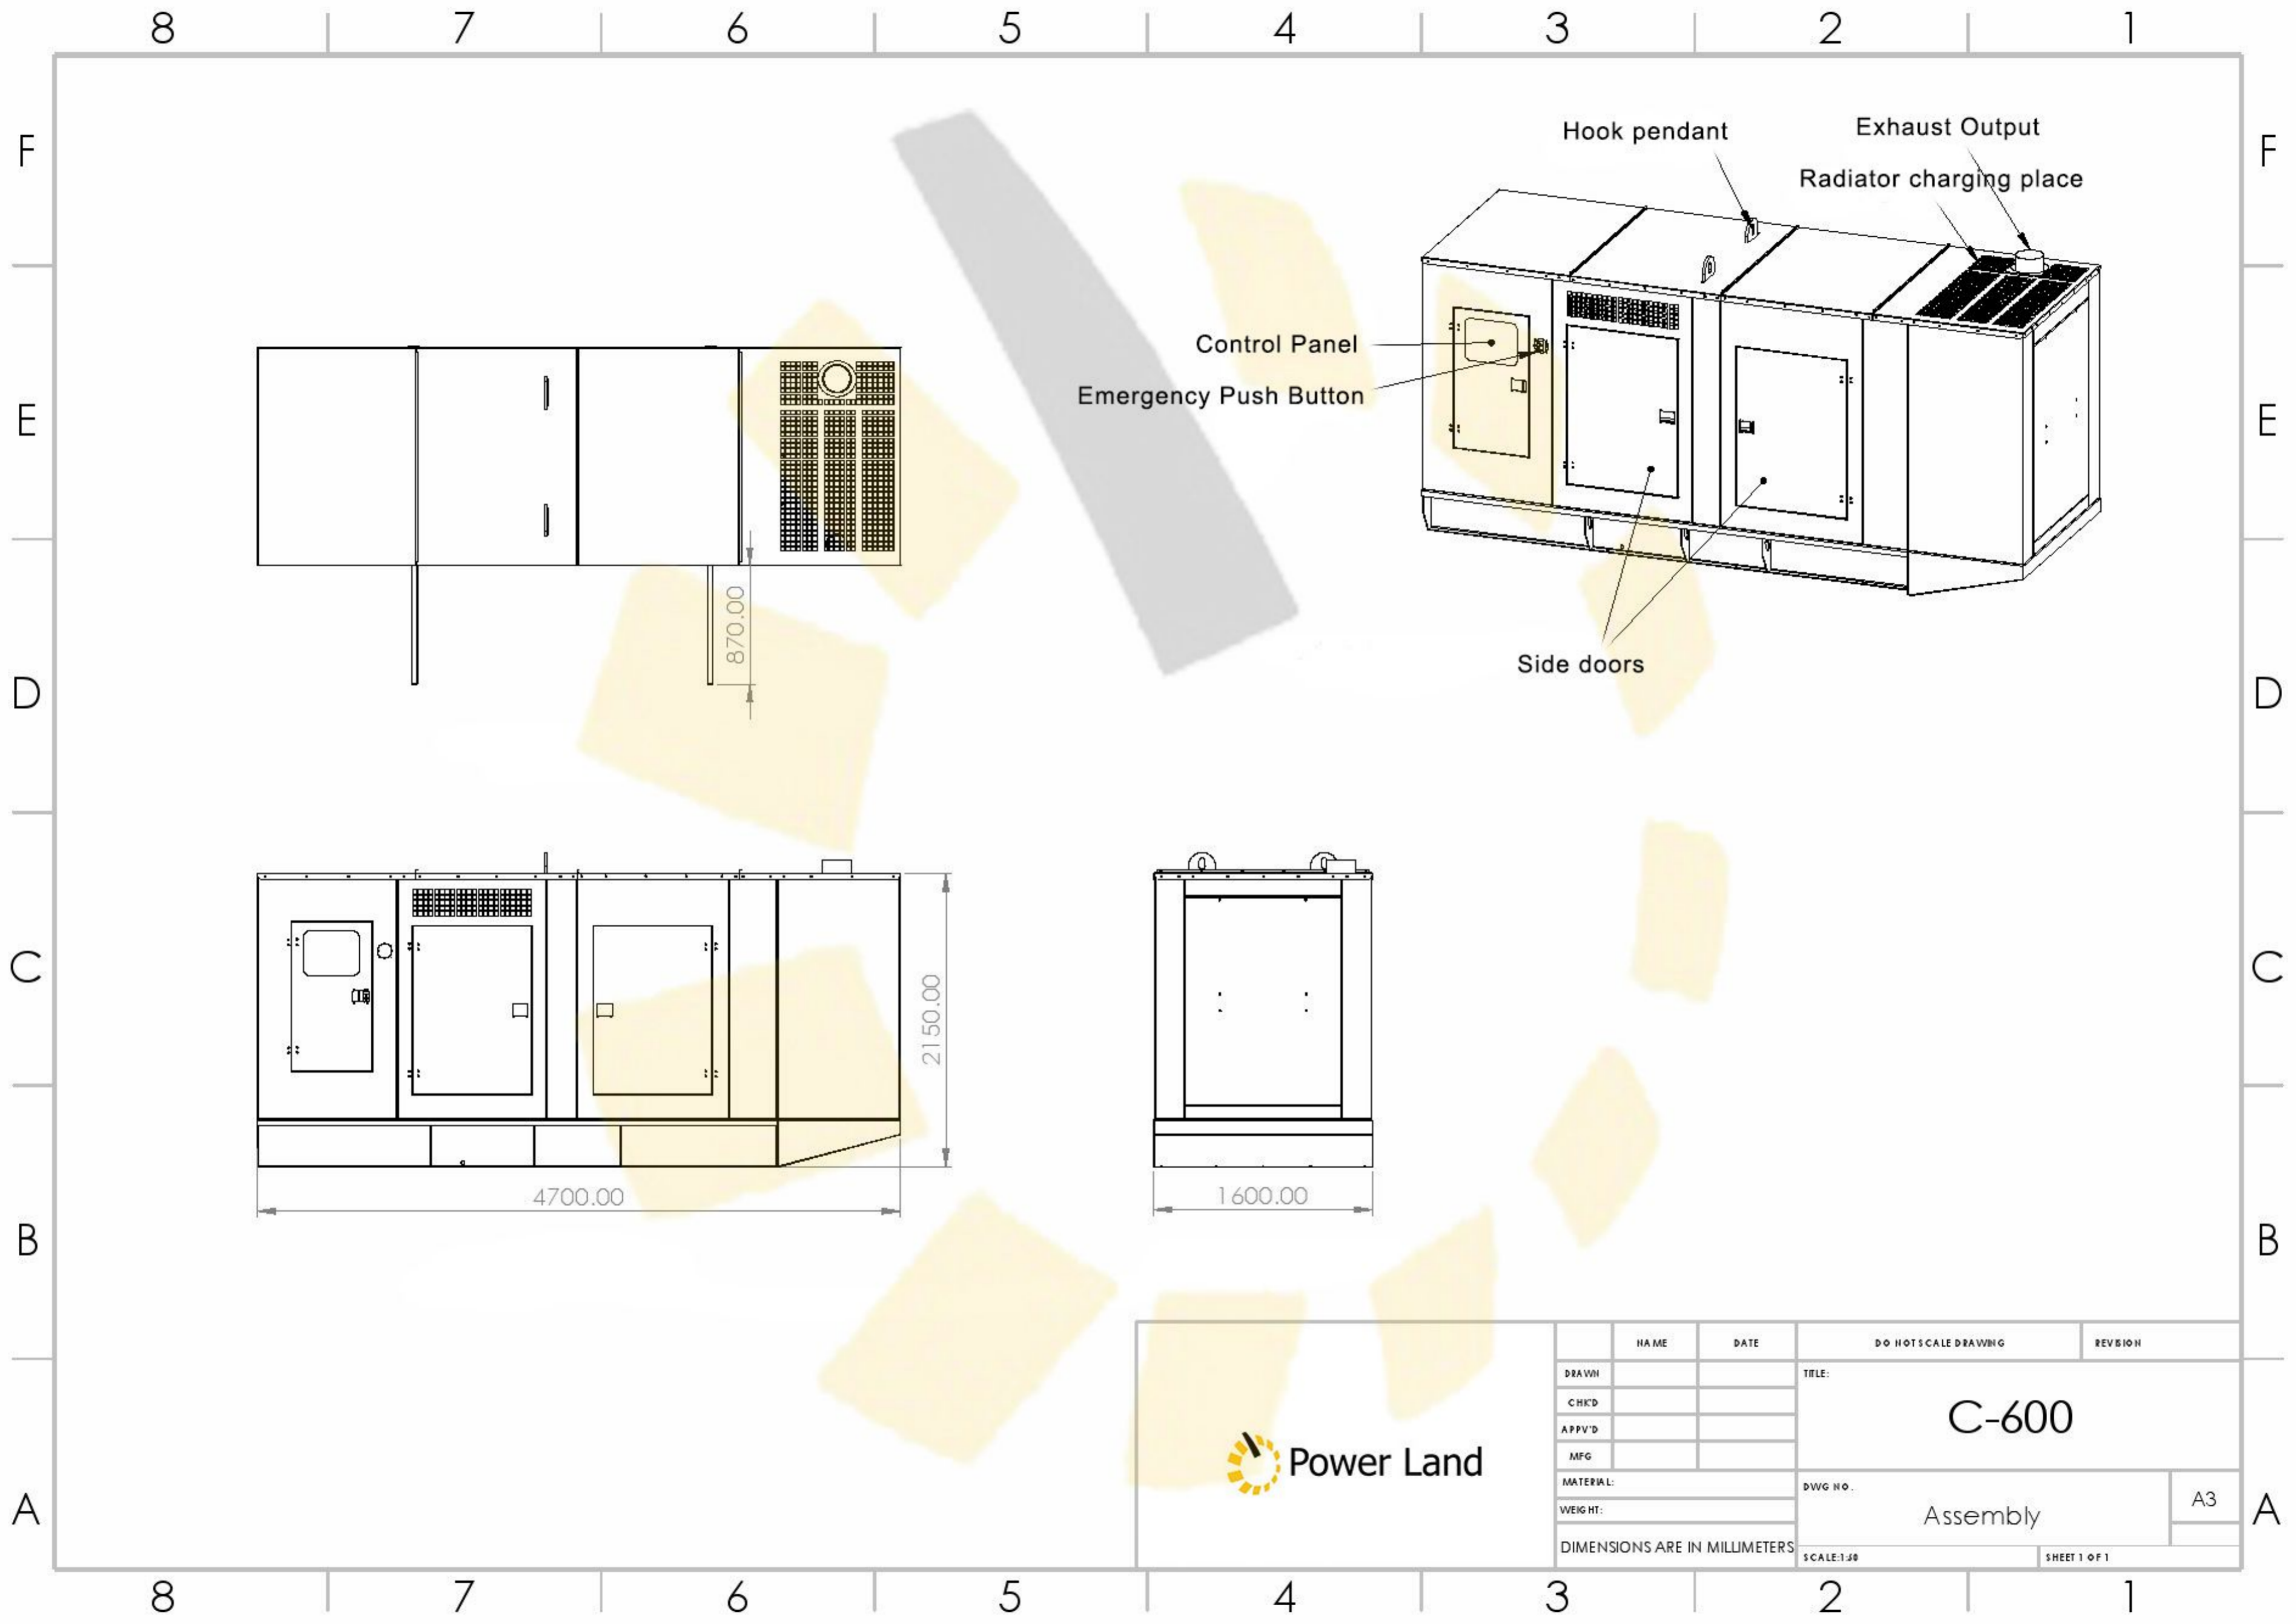 8 7 6 5 4 3 2 1
F F
Hook pendant
Exhaust Output
Radiator charging place
Control Panel
Emergency Push Button
E E
870.00
Side doors
D D
C C
2150.00
4700.00
1600.00
B B
NAME DATE DO NOT SCALE DRAWING REVISION
DRAWN
TITLE:
CHK'D
C-600
APPV'D
MFG
Power Land
MATERIAL:
DWG NO.
A3
WEIGHT:
Assembly
A A
DIMENSIONS ARE IN MILLIMETERS
SCALE:1:50
SHEET 1 OF 1
8 7 6 5 4 3 2 1